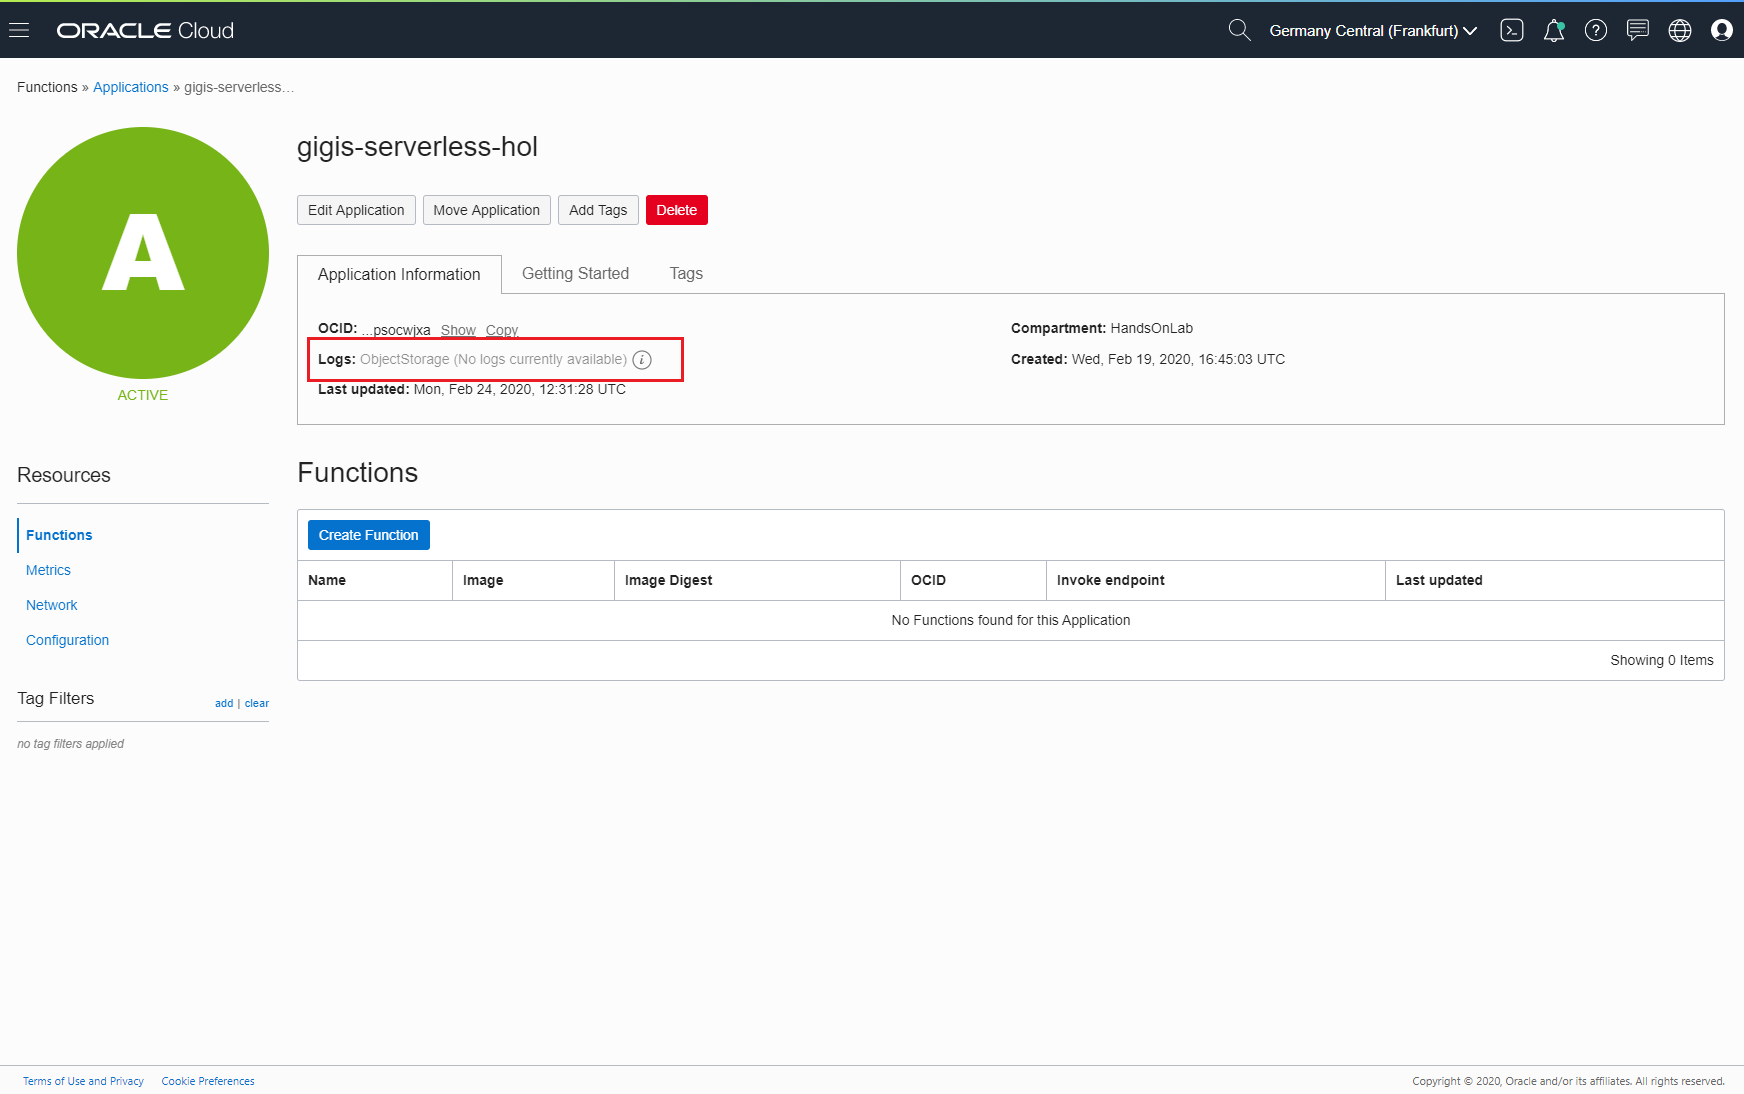 ORACLE Cloud
Germany Central (Frankfurt)
Functions » Applications » gigis-serverless...
A
ACTIVE
gigis-serverless-hol
Edit Application Move Application Add Tags Delete
Application Information Getting Started Tags
OCID: ...psocwjxa Show Copy
Compartment: HandsOnLab
Logs: ObjectStorage (No logs currently available) i
Created: Wed, Feb 19, 2020, 16:45:03 UTC
Last updated: Mon, Feb 24, 2020, 12:31:28 UTC
Resources
Functions
Metrics
Network
Configuration
Tag Filters add | clear
no tag filters applied
Functions
Create Function
Name Image Image Digest OCID Invoke endpoint Last updated
No Functions found for this Application
Showing 0 Items
Terms of Use and Privacy Cookie Preferences
Copyright © 2020, Oracle and/or its affiliates. All rights reserved.